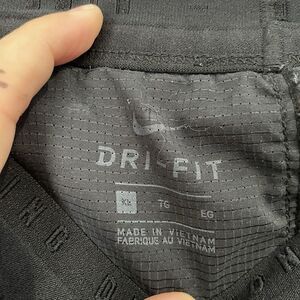 DRI-FIT
XL TG EG
MADE IN VIETNAM
FABRIQUÉ AU VIETNAM